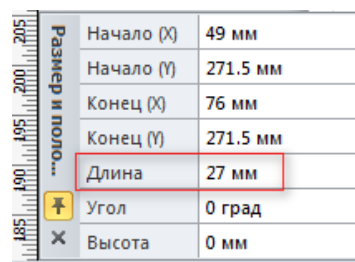 205
200
195
190
185
Размер и поло...
Начало (X) 49 мм
Начало (Y) 271.5 мм
Конец (X) 76 мм
Конец (Y) 271.5 мм
Длина 27 мм
Угол 0 град
Высота 0 мм